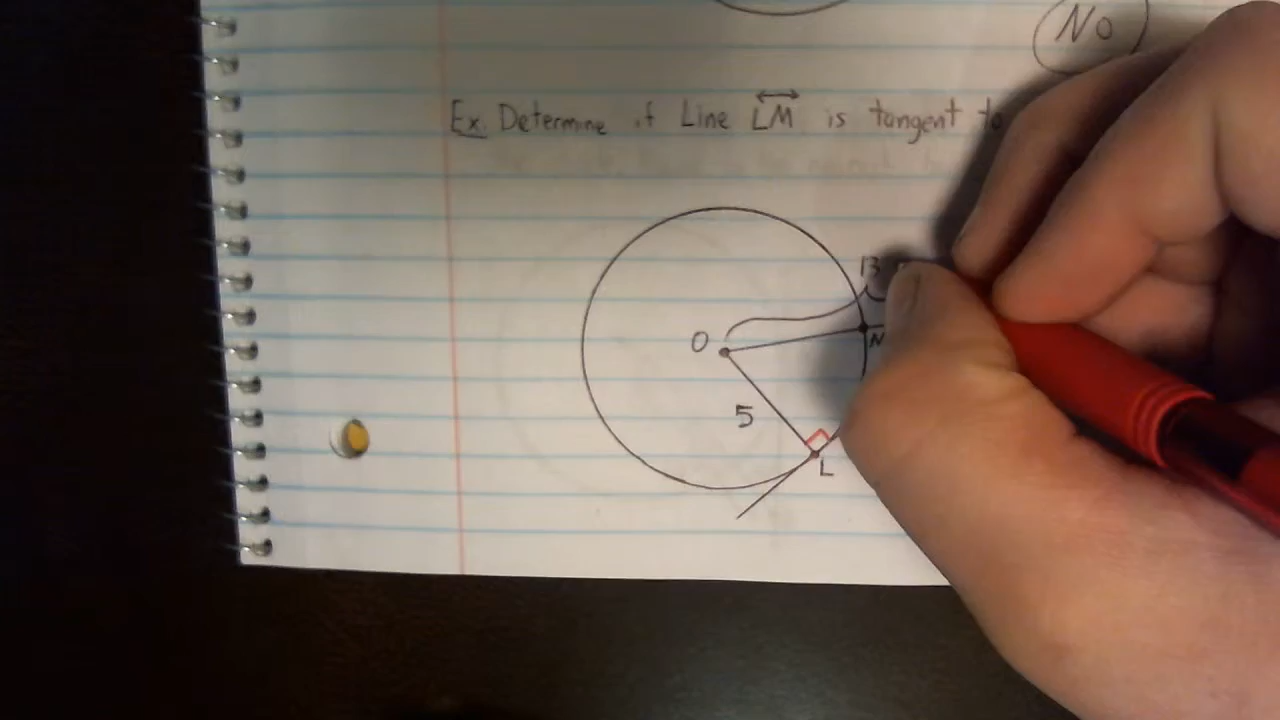 No
Ex. Determine if Line LM is tangent to
13
O
N
5
L